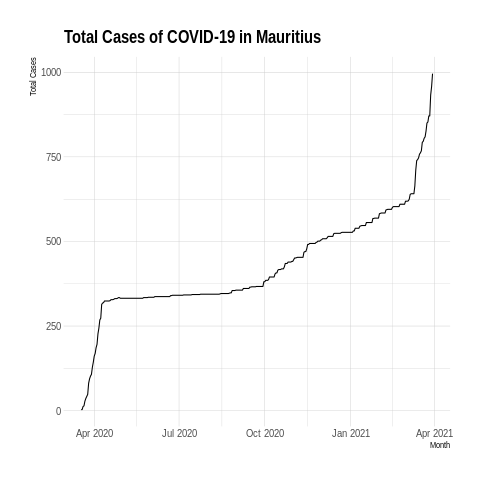 Total Cases of COVID-19 in Mauritius
Total Cases
1000
750
500
250
0
Apr 2020 Jul 2020 Oct 2020 Jan 2021 Apr 2021
Month